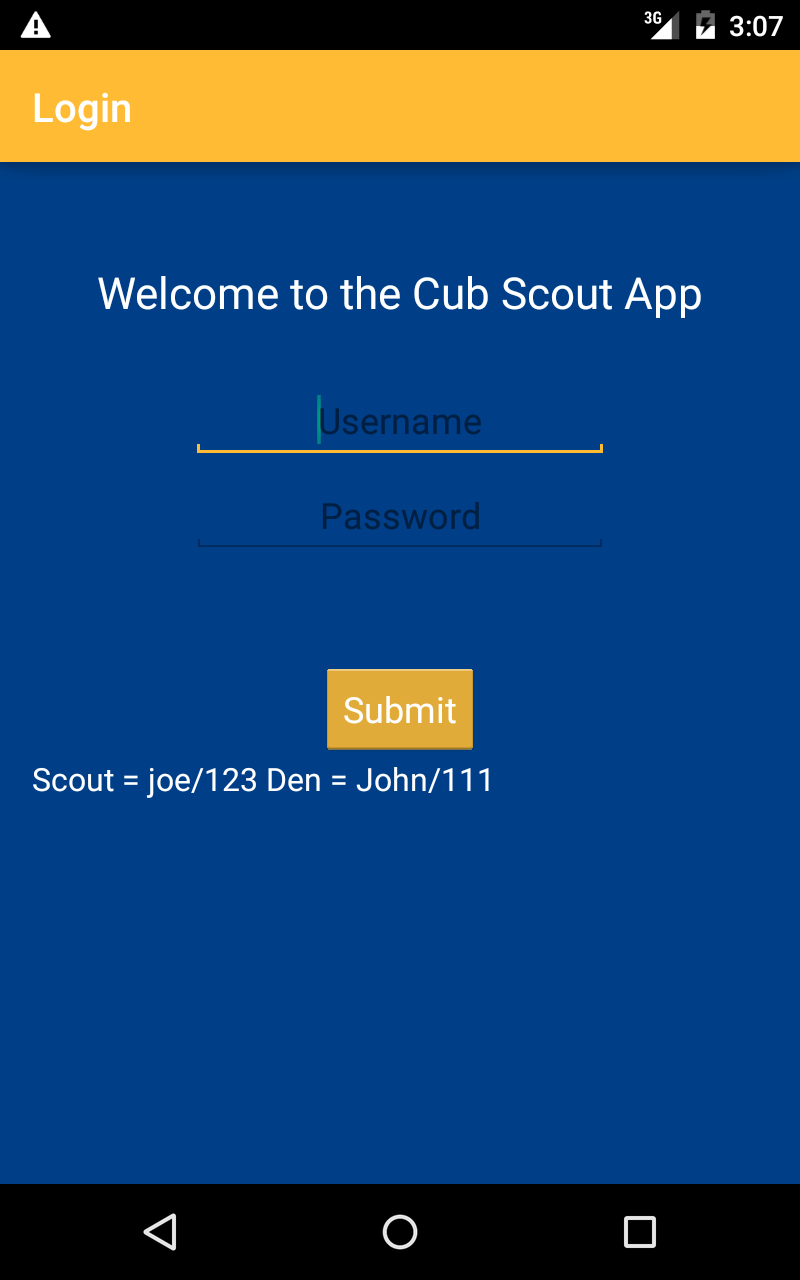 3G 3:07
Login
Welcome to the Cub Scout App
Username
Password
Submit
Scout = joe/123 Den = John/111